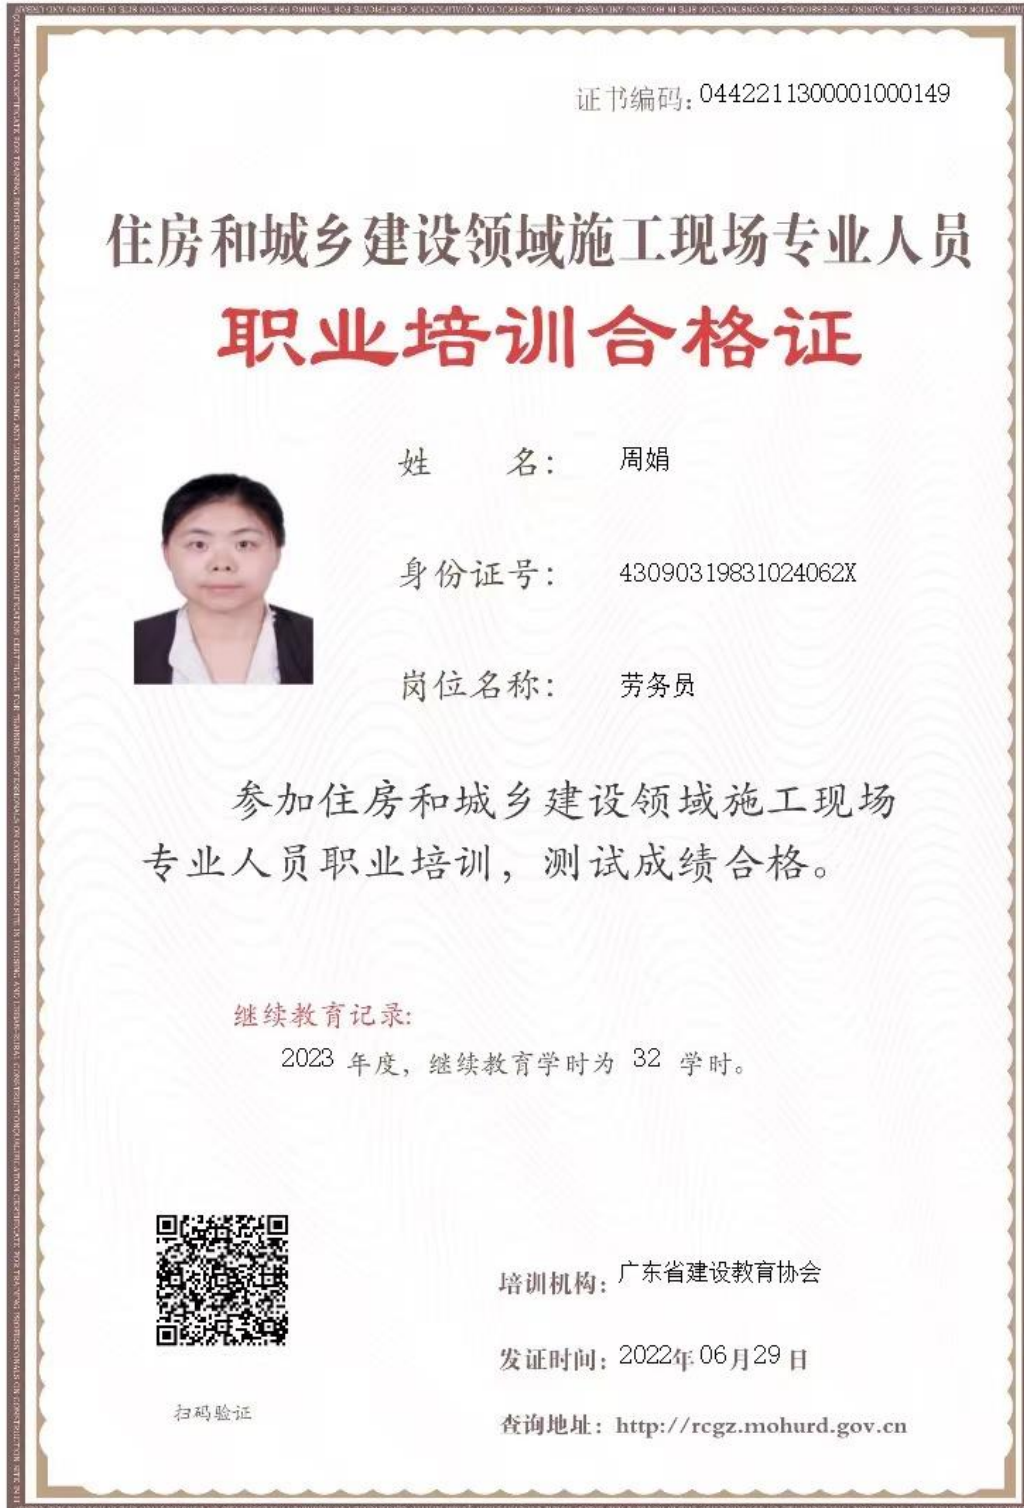 证书编码: 0442211300001000149
住房和城乡建设领域施工现场专业人员
职业培训合格证
姓 名: 周娟
身份证号: 43090319831024062X
岗位名称: 劳务员
参加住房和城乡建设领域施工现场
专业人员职业培训，测试成绩合格。
继续教育记录:
2023 年度，继续教育学时为 32 学时。
培训机构: 广东省建设教育协会
发证时间: 2022年 06月 29 日
扫码验证
查询地址: http://rcgz.mohurd.gov.cn